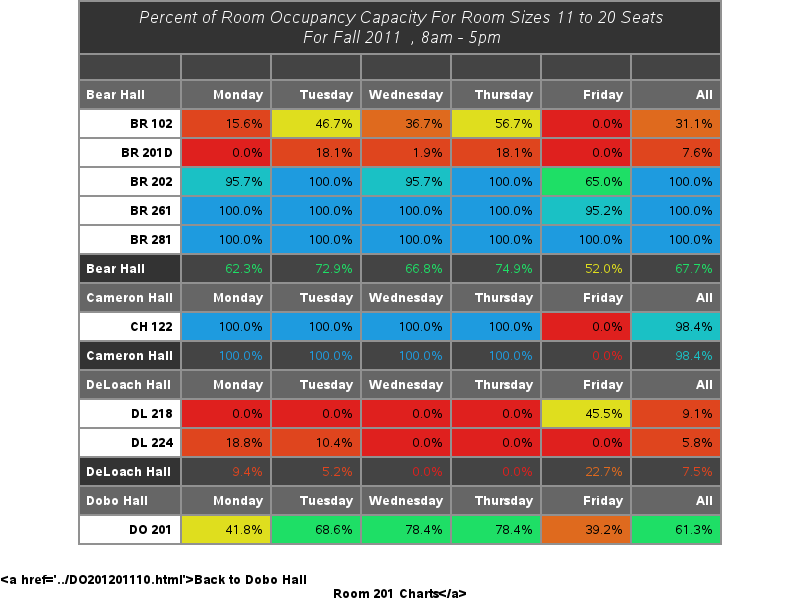 Percent of Room Occupancy Capacity For Room Sizes 11 to 20 Seats
For Fall 2011 , 8am - 5pm
Bear Hall Monday Tuesday Wednesday Thursday Friday All
BR 102 15.6% 46.7% 36.7% 56.7% 0.0% 31.1%
BR 201D 0.0% 18.1% 1.9% 18.1% 0.0% 7.6%
BR 202 95.7% 100.0% 95.7% 100.0% 65.0% 100.0%
BR 261 100.0% 100.0% 100.0% 100.0% 95.2% 100.0%
BR 281 100.0% 100.0% 100.0% 100.0% 100.0% 100.0%
Bear Hall 62.3% 72.9% 66.8% 74.9% 52.0% 67.7%
Cameron Hall Monday Tuesday Wednesday Thursday Friday All
CH 122 100.0% 100.0% 100.0% 100.0% 0.0% 98.4%
Cameron Hall 100.0% 100.0% 100.0% 100.0% 0.0% 98.4%
DeLoach Hall Monday Tuesday Wednesday Thursday Friday All
DL 218 0.0% 0.0% 0.0% 0.0% 45.5% 9.1%
DL 224 18.8% 10.4% 0.0% 0.0% 0.0% 5.8%
DeLoach Hall 9.4% 5.2% 0.0% 0.0% 22.7% 7.5%
Dobo Hall Monday Tuesday Wednesday Thursday Friday All
DO 201 41.8% 68.6% 78.4% 78.4% 39.2% 61.3%
<a href='../DO201201110.html'>Back to Dobo Hall
Room 201 Charts</a>